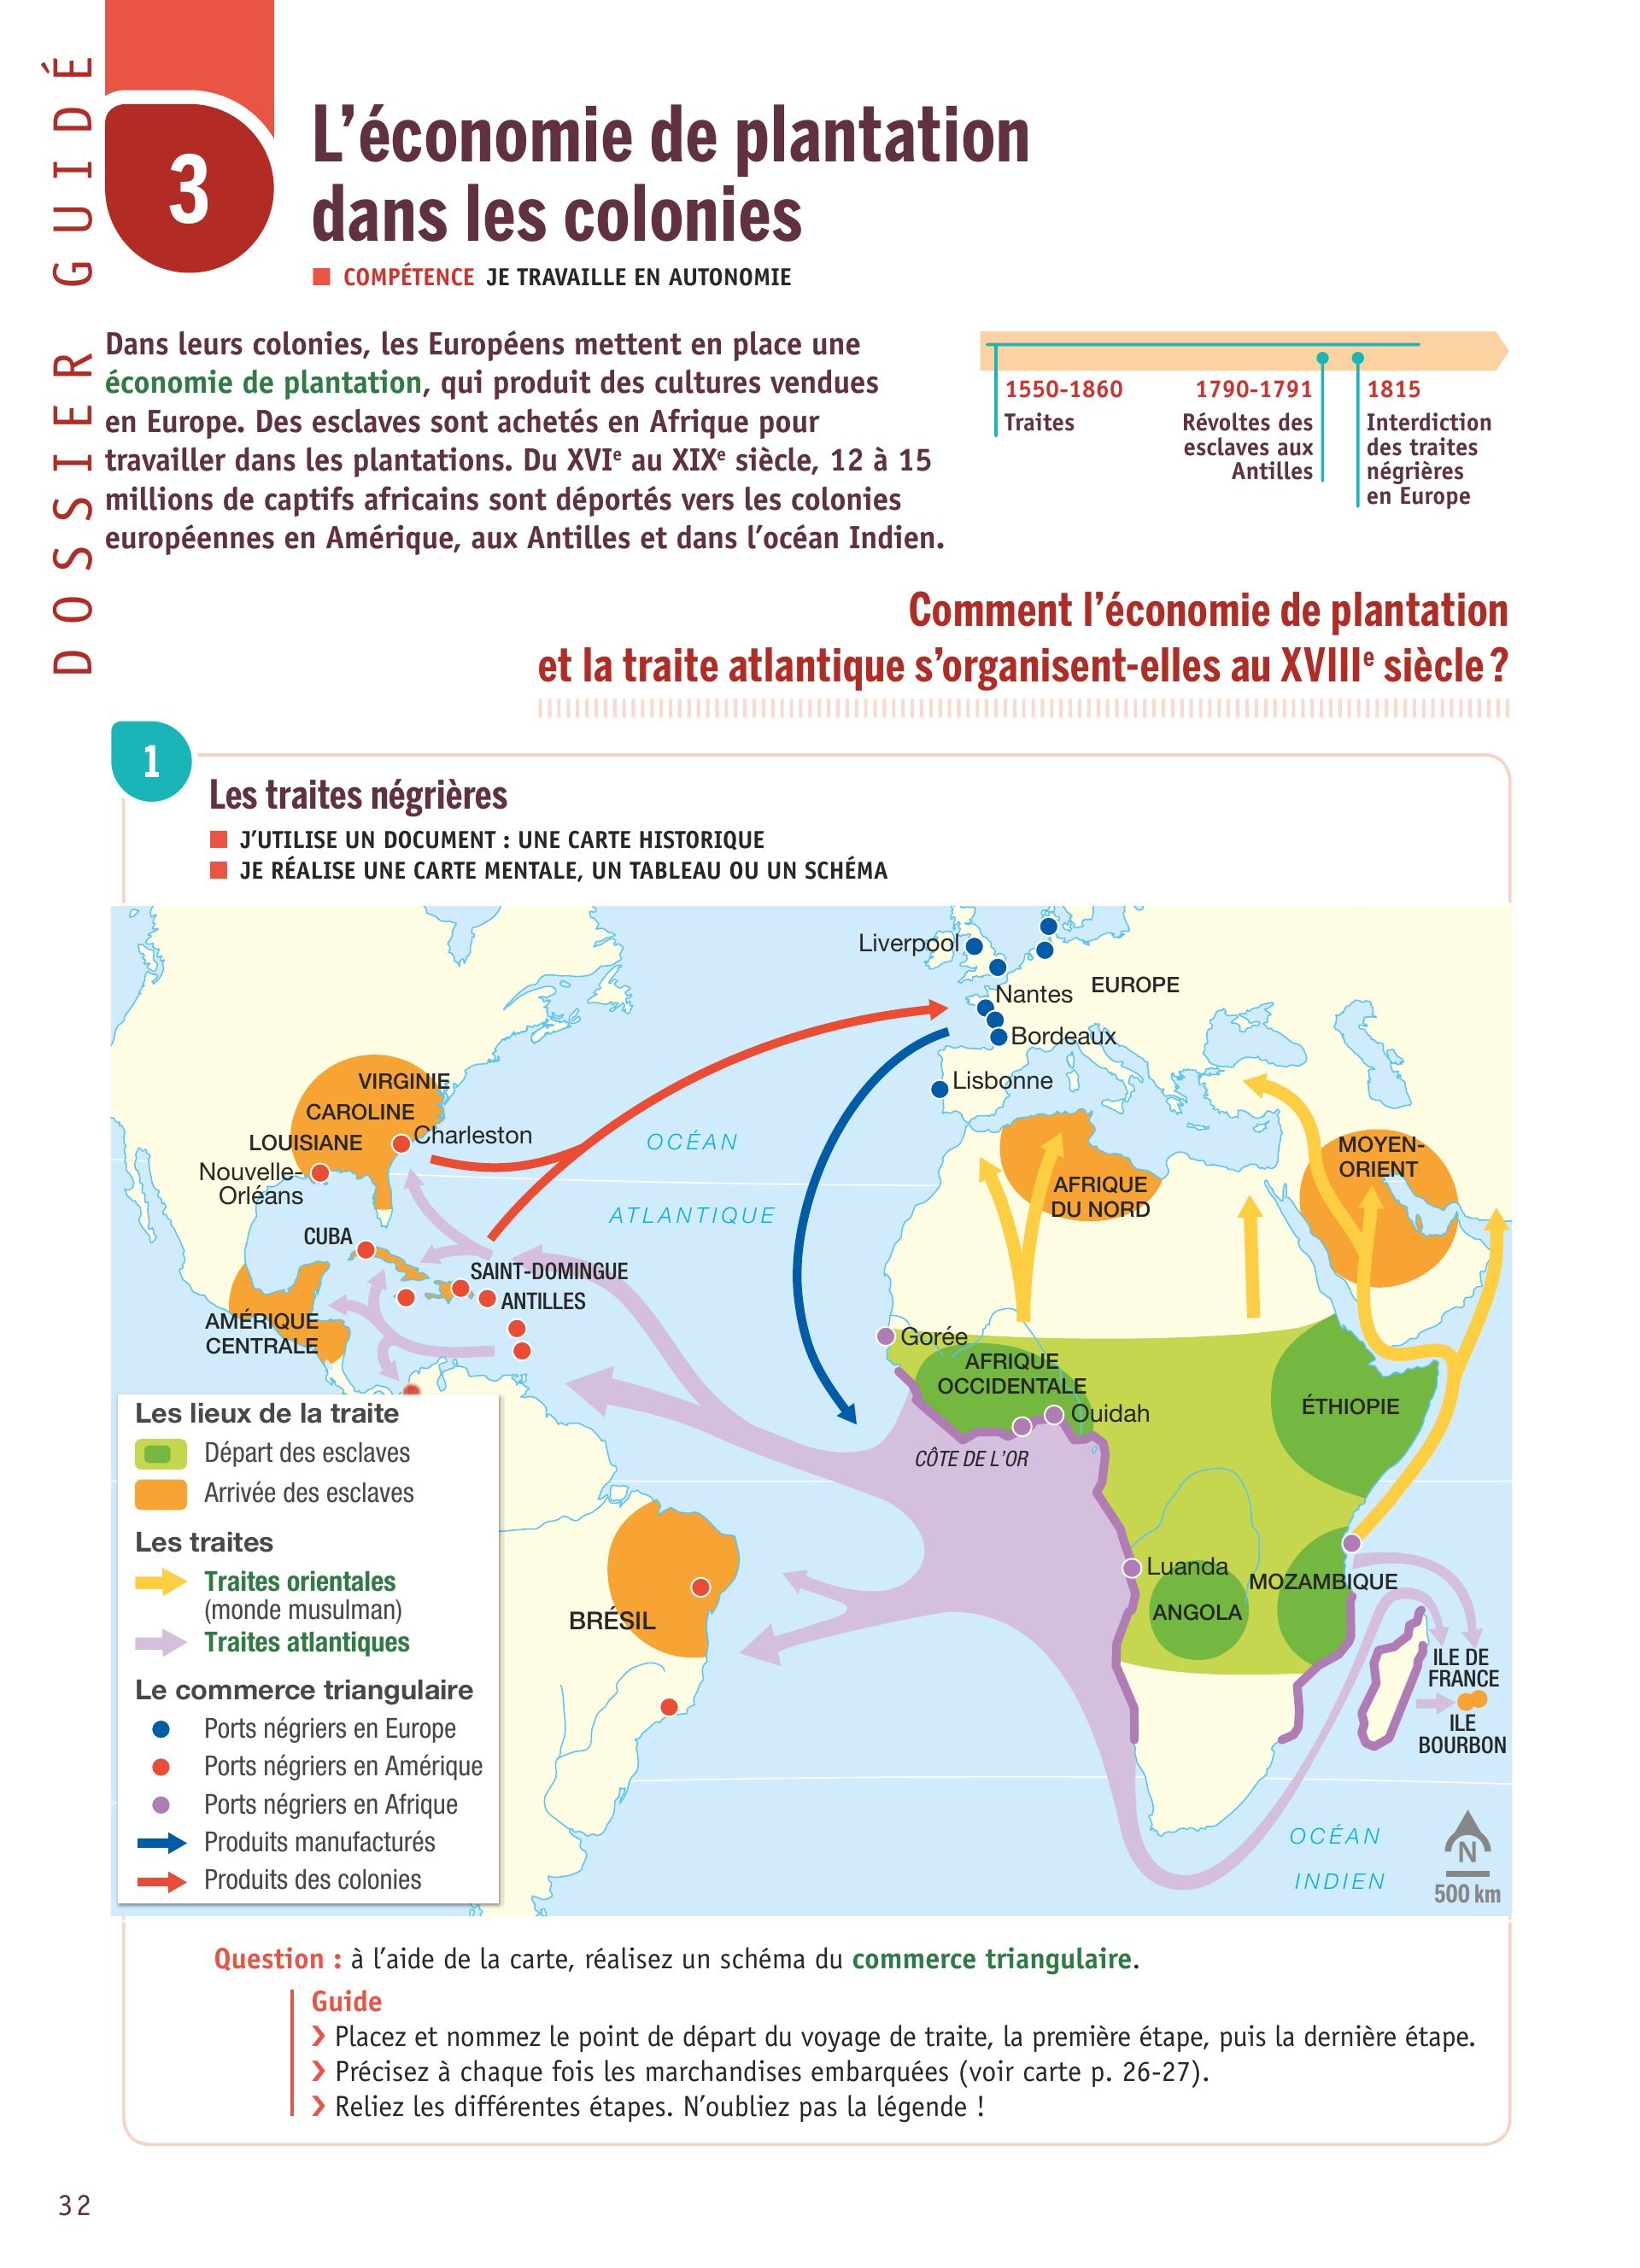 DOSSIER GUIDÉ
3
L'économie de plantation
dans les colonies
COMPÉTENCE JE TRAVAILLE EN AUTONOMIE
Dans leurs colonies, les Européens mettent en place une
économie de plantation, qui produit des cultures vendues
en Europe. Des esclaves sont achetés en Afrique pour
travailler dans les plantations. Du XVIe au XIXe siècle, 12 à 15
millions de captifs africains sont déportés vers les colonies
européennes en Amérique, aux Antilles et dans l'océan Indien.
1550-1860
Traites
1790-1791
Révoltes des
esclaves aux
Antilles
1815
Interdiction
des traites
négrières
en Europe
Comment l'économie de plantation
et la traite atlantique s'organisent-elles au XVIIIe siècle ?
1
Les traites négrières
J'UTILISE UN DOCUMENT : UNE CARTE HISTORIQUE
JE RÉALISE UNE CARTE MENTALE, UN TABLEAU OU UN SCHÉMA
Liverpool
EUROPE
Nantes
Bordeaux
Lisbonne
VIRGINIE
CAROLINE
LOUISIANE
Charleston
Nouvelle-
Orléans
OCÉAN
ATLANTIQUE
MOYEN-
ORIENT
AFRIQUE
DU NORD
CUBA
SAINT-DOMINGUE
ANTILLES
AMÉRIQUE
CENTRALE
Gorée
AFRIQUE
OCCIDENTALE
Ouidah
CÔTE DE L'OR
ÉTHIOPIE
Luanda
MOZAMBIQUE
ANGOLA
BRÉSIL
ILE DE
FRANCE
ILE
BOURBON
OCÉAN
INDIEN
N
500 km
Les lieux de la traite
Départ des esclaves
Arrivée des esclaves
Les traites
Traites orientales
(monde musulman)
Traites atlantiques
Le commerce triangulaire
Ports négriers en Europe
Ports négriers en Amérique
Ports négriers en Afrique
Produits manufacturés
Produits des colonies
Question : à l'aide de la carte, réalisez un schéma du commerce triangulaire.
Guide
› Placez et nommez le point de départ du voyage de traite, la première étape, puis la dernière étape.
› Précisez à chaque fois les marchandises embarquées (voir carte p. 26-27).
› Reliez les différentes étapes. N'oubliez pas la légende !
32